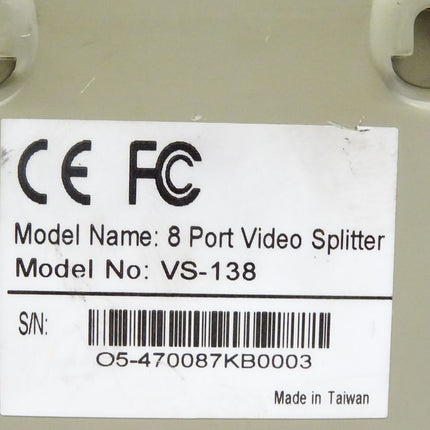 CE FC
Model Name: 8 Port Video Splitter
Model No: VS-138
S/N:
O5-470087KB0003
Made in Taiwan